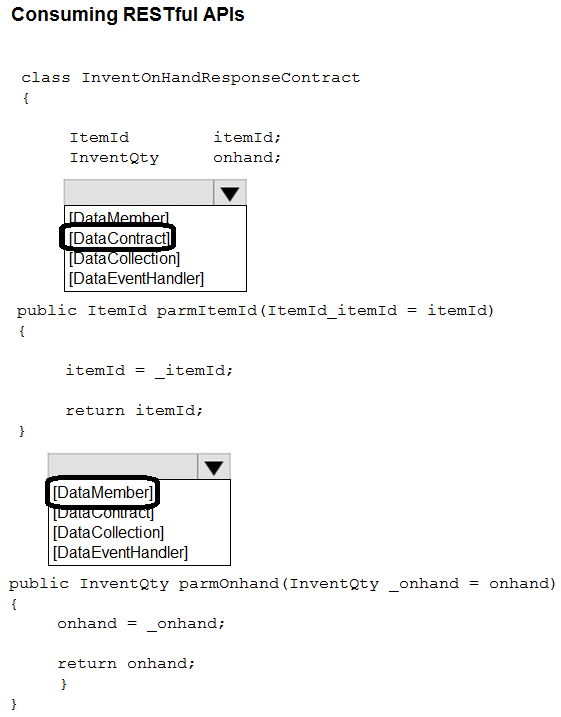 Consuming RESTful APIs
class InventOnHandResponseContract
{
ItemId itemId;
InventQty onhand;
[DataMember]
[DataContract]
[DataCollection]
[DataEventHandler]
public ItemId parmItemId(ItemId_itemId = itemId)
{
itemId = _itemId;
return itemId;
}
[DataMember]
[DataContract]
[DataCollection]
[DataEventHandler]
public InventQty parmOnhand(InventQty _onhand = onhand)
{
onhand = _onhand;
return onhand;
}
}